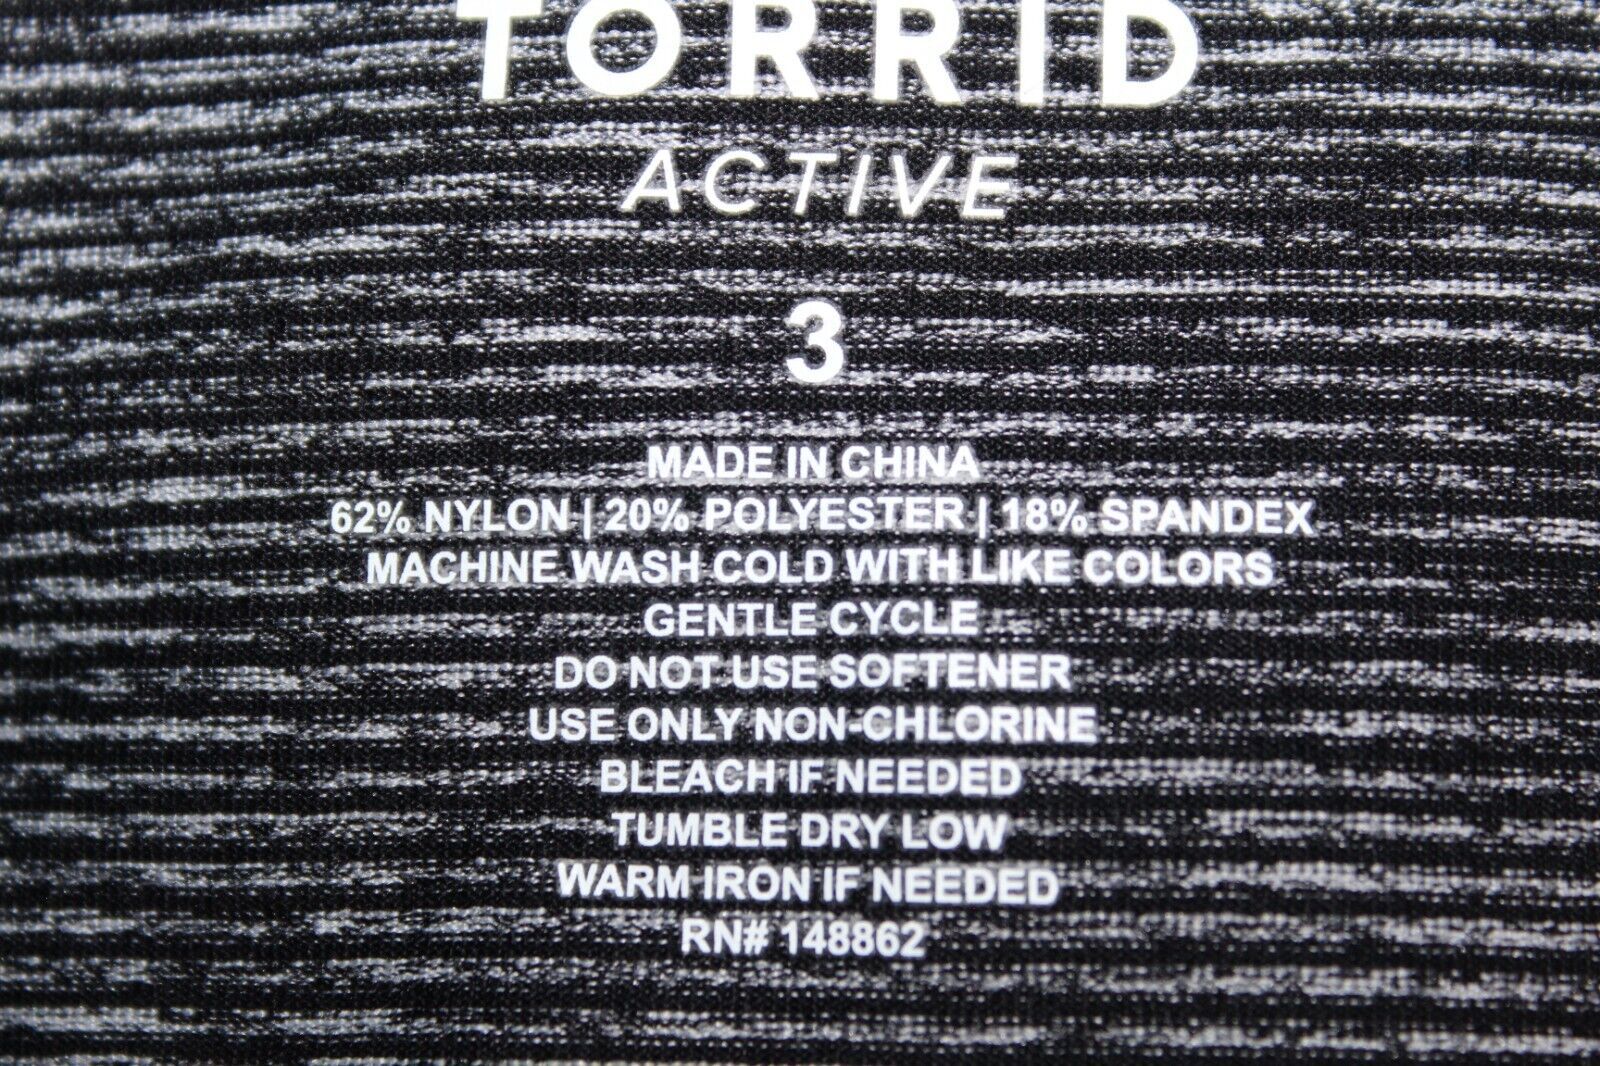 TORRID
ACTIVE
3
MADE IN CHINA
62% NYLON | 20% POLYESTER | 18% SPANDEX
MACHINE WASH COLD WITH LIKE COLORS
GENTLE CYCLE
DO NOT USE SOFTENER
USE ONLY NON-CHLORINE
BLEACH IF NEEDED
TUMBLE DRY LOW
WARM IRON IF NEEDED
RN# 148862